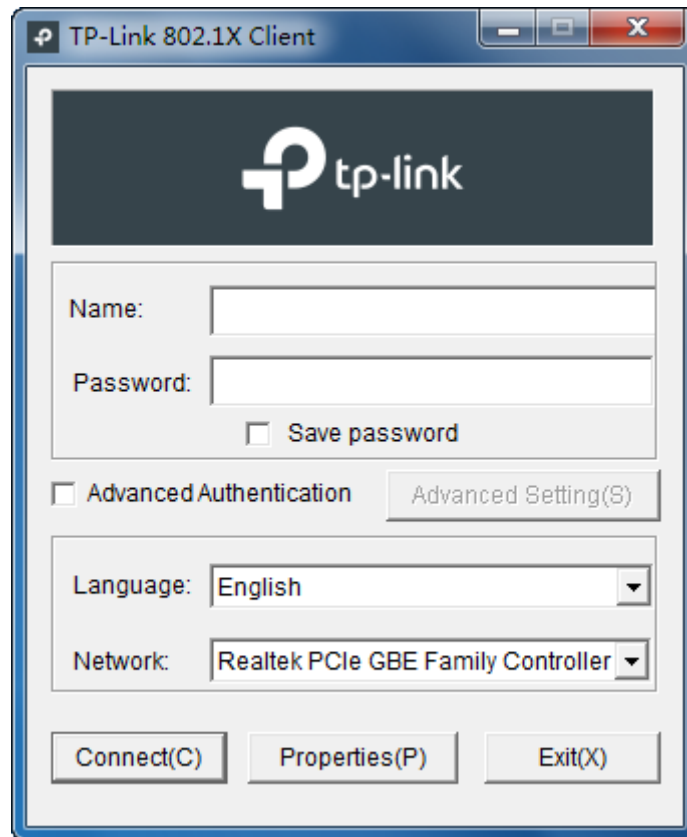 TP-Link 802.1X Client
tp-link
Name:
Password:
Save password
Advanced Authentication Advanced Setting(S)
Language: English
Network: Realtek PCIe GBE Family Controller
Connect(C) Properties(P) Exit(X)